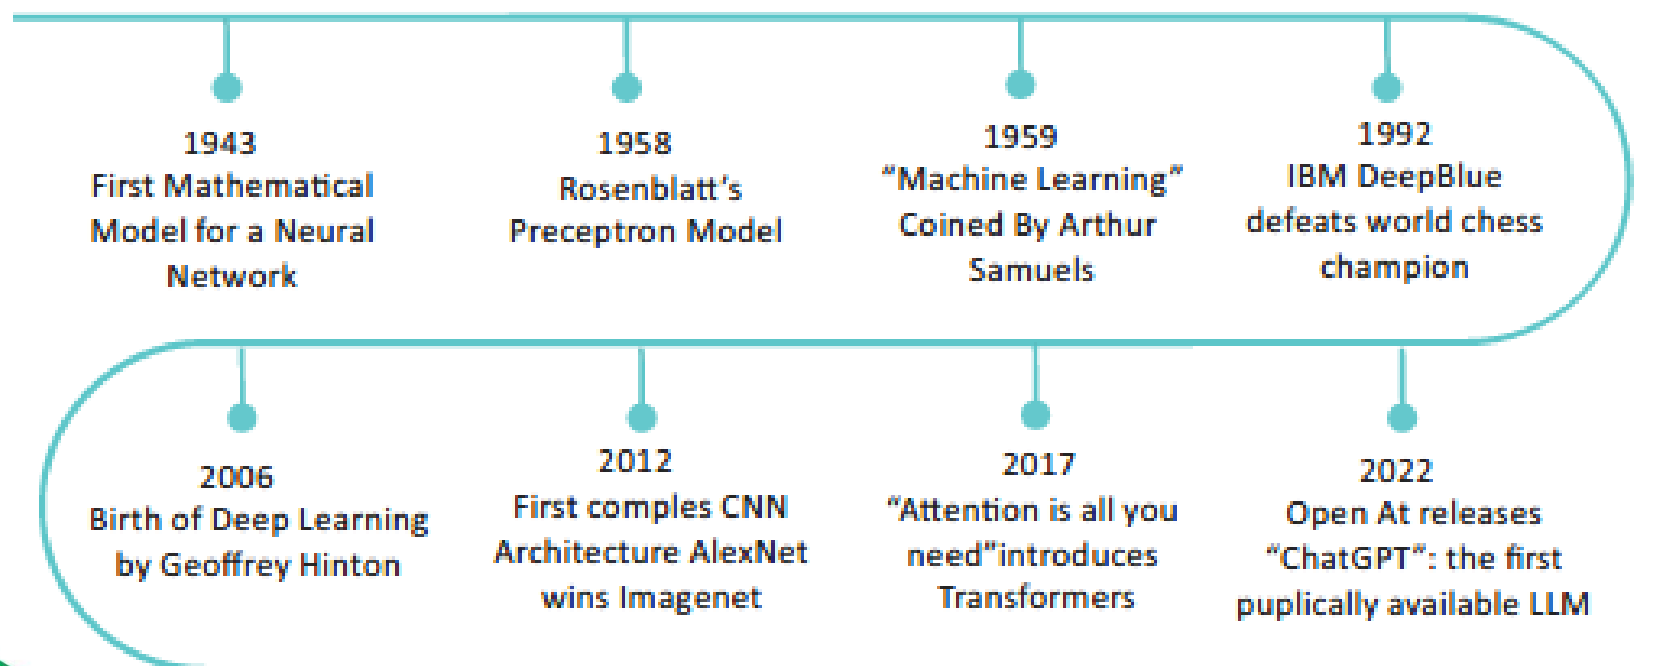 1943
First Mathematical
Model for a Neural
Network
1958
Rosenblatt's
Preceptron Model
1959
"Machine Learning"
Coined By Arthur
Samuels
1992
IBM DeepBlue
defeats world chess
champion
2006
Birth of Deep Learning
by Geoffrey Hinton
2012
First comples CNN
Architecture AlexNet
wins Imagenet
2017
"Attention is all you
need"introduces
Transformers
2022
Open At releases
"ChatGPT": the first
puplically available LLM